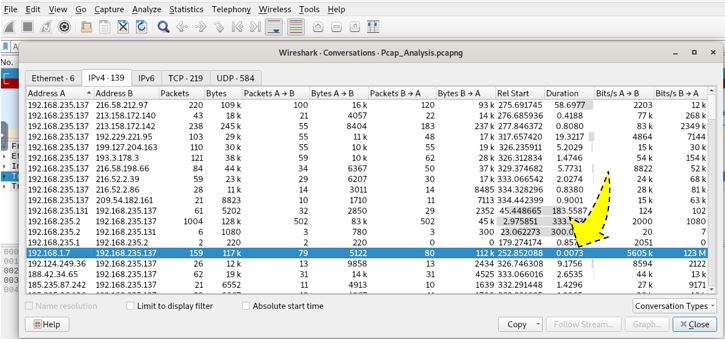 File Edit View Go Capture Analyze Statistics Telephony Wireless Tools Help
Wireshark · Conversations · Pcap_Analysis.pcapng
No.
Ethernet · 6 IPv4 · 139 IPv6 TCP · 219 UDP · 584
Address A Address B Packets Bytes Packets A → B Bytes A → B Packets B → A Bytes B → A Rel Start Duration Bits/s A → B Bits/s B → A
192.168.235.137 216.58.212.97 220 109 k 100 16 k 120 93 k 275.691745 58.6977 2203 12 k
192.168.235.137 213.158.172.140 43 18 k 21 4057 22 14 k 276.685936 0.4188 77 k 268 k
192.168.235.137 213.158.172.142 238 245 k 55 8404 183 237 k 277.846372 0.8080 83 k 2349 k
192.168.235.137 192.229.221.95 103 29 k 55 11 k 48 17 k 317.657420 19.3217 4864 7144
192.168.235.137 199.127.204.163 110 30 k 55 10 k 55 19 k 326.235911 5.2029 15 k 30 k
192.168.235.137 193.3.178.3 121 38 k 59 10 k 62 28 k 326.312834 1.4746 54 k 154 k
192.168.235.137 216.58.198.66 84 44 k 34 6367 50 37 k 329.374682 5.7731 8822 52 k
192.168.235.137 216.52.2.39 59 23 k 29 6207 30 17 k 333.066542 2.0274 24 k 68 k
192.168.235.137 216.52.2.86 28 11 k 14 3011 14 8485 334.328294 0.8380 28 k 81 k
192.168.235.137 209.54.182.161 21 8823 10 1710 11 7113 334.442399 0.9001 15 k 63 k
192.168.235.131 192.168.235.137 61 5202 32 2850 29 2352 45.448665 183.5587 124 102
192.168.235.2 192.168.235.137 1004 128 k 502 83 k 502 45 k 2.975851 2000 1080
192.168.235.2 192.168.235.131 6 1080 3 780 3 300 23.062273 20 7
192.168.235.1 192.168.235.2 2 220 2 220 0 0 179.274174 2051 0
192.168.1.7 192.168.235.137 159 117 k 79 5122 80 112 k 252.852088 0.0073 5605 k 123 M
192.124.249.36 192.168.235.137 26 12 k 13 9858 13 2434 326.746308 9.1756 8594 2122
188.42.34.65 192.168.235.137 62 19 k 31 14 k 31 4525 333.066016 2.6535 44 k 13 k
185.235.87.242 192.168.235.137 21 6552 11 4913 10 1639 332.291448 1.4296 27 k 9171
Name resolution Limit to display filter Absolute start time Conversation Types
Help Copy Follow Stream... Graph... Close